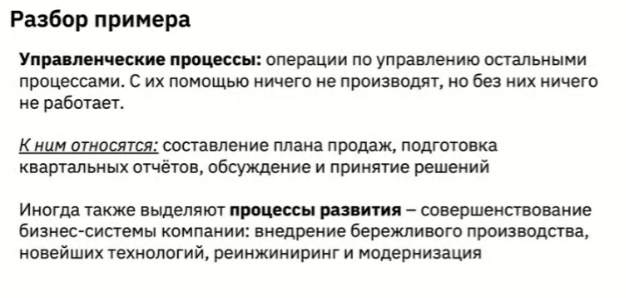 Разбор примера
Управленческие процессы: операции по управлению остальными
процессами. С их помощью ничего не производят, но без них ничего
не работает.
К ним относятся: составление плана продаж, подготовка
квартальных отчётов, обсуждение и принятие решений
Иногда также выделяют процессы развития – совершенствование
бизнес-системы компании: внедрение бережливого производства,
новейших технологий, реинжиниринг и модернизация